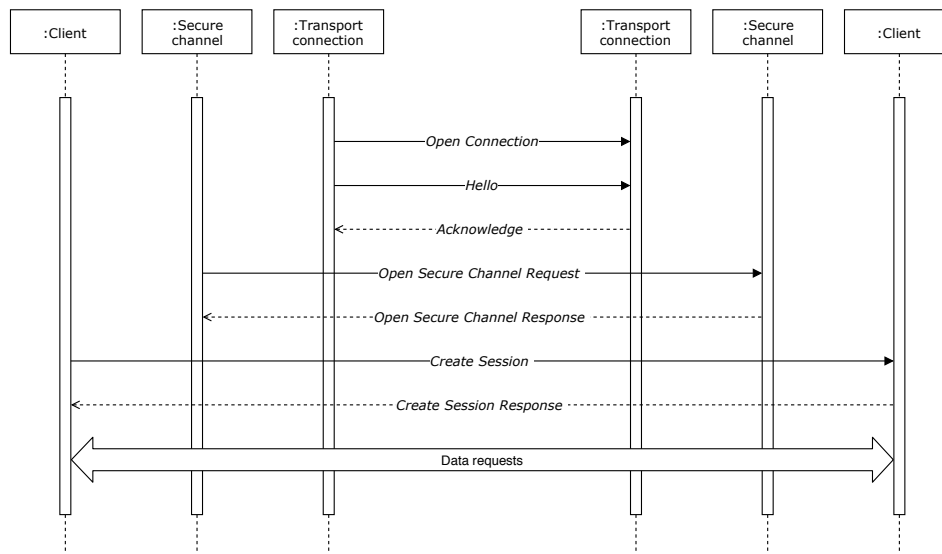 :Client
:Secure
channel
:Transport
connection
:Transport
connection
:Secure
channel
:Client
Open Connection
Hello
Acknowledge
Open Secure Channel Request
Open Secure Channel Response
Create Session
Create Session Response
Data requests